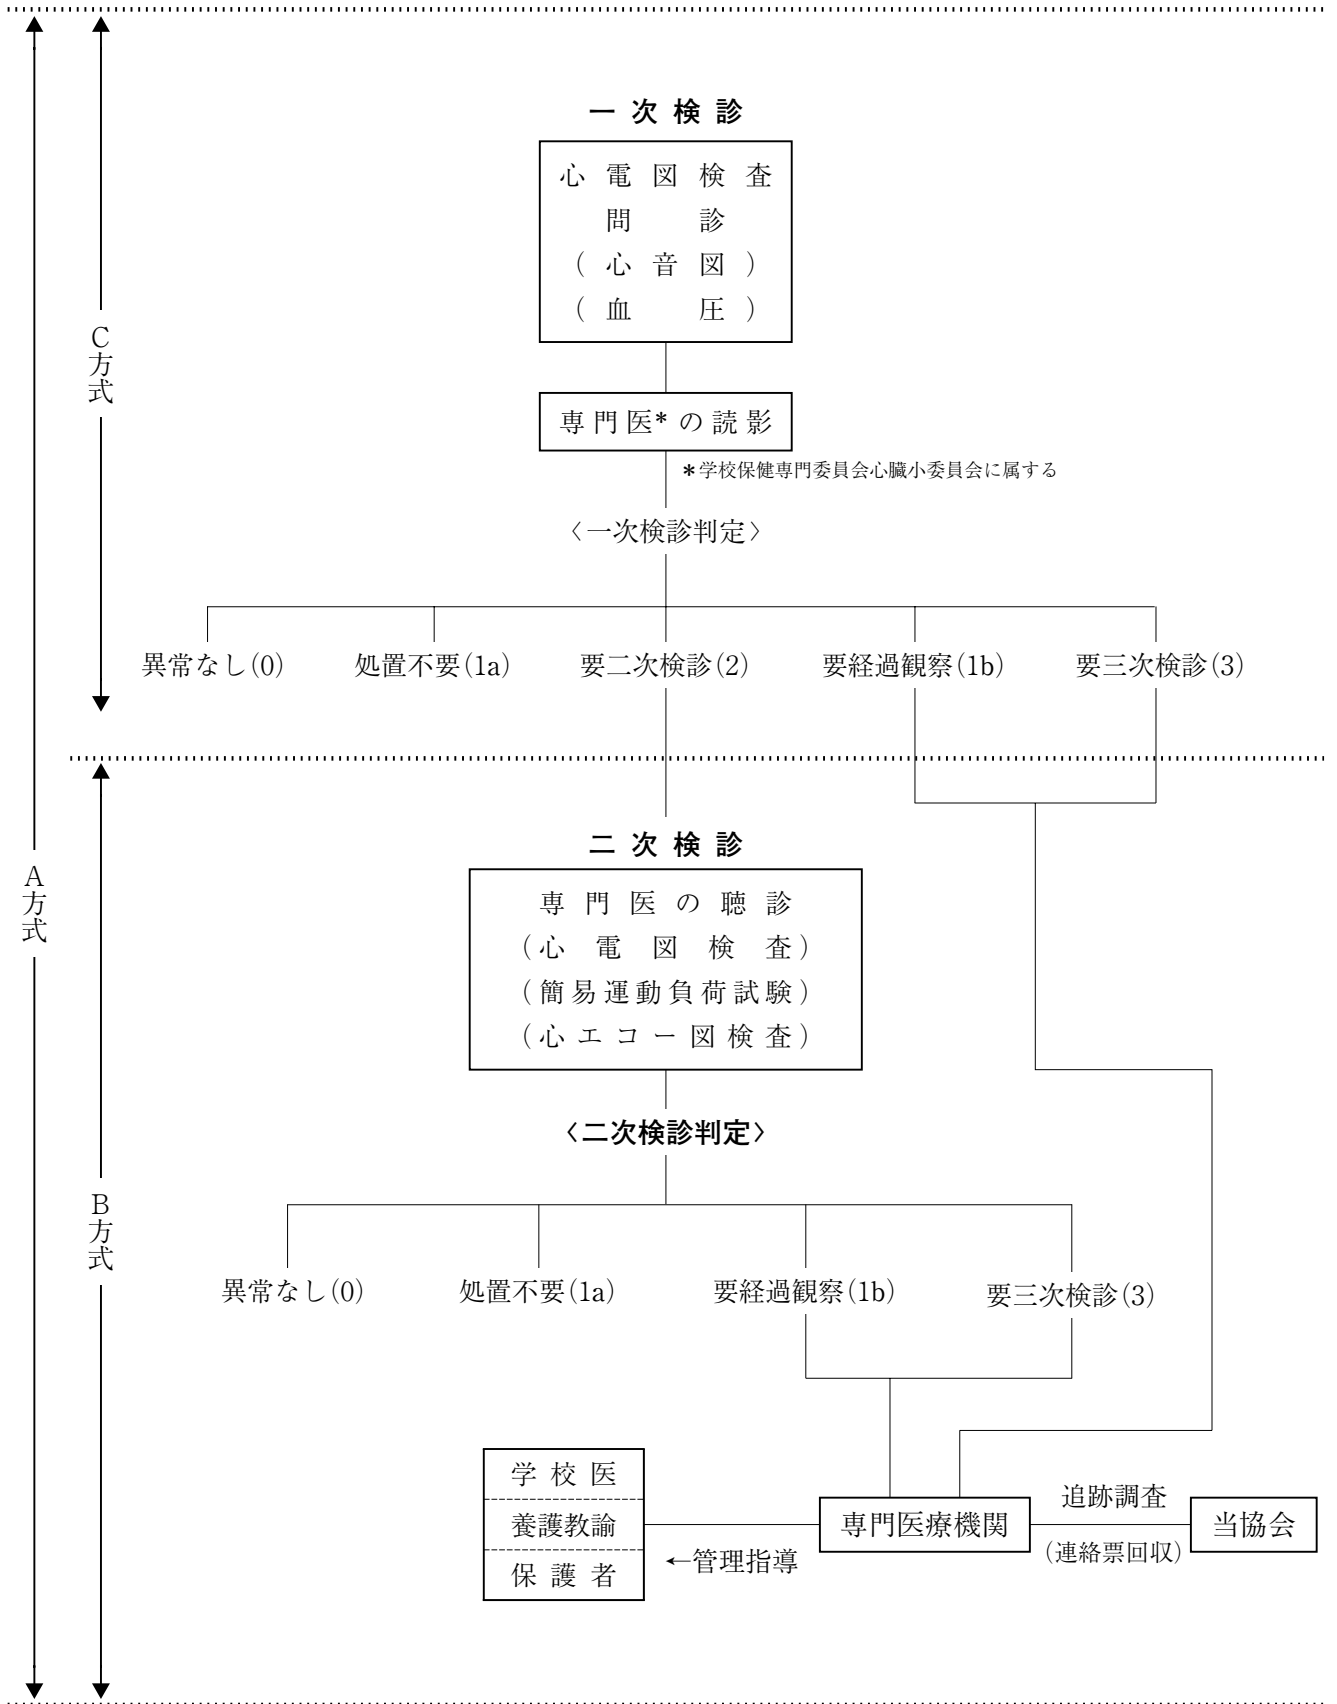 一次検診
心電図検査
問診
(心音図)
(血圧)
C方式
専門医*の読影
*学校保健専門委員会心臓小委員会に属する
〈一次検診判定〉
異常なし(0) 処置不要(1a) 要二次検診(2) 要経過観察(1b) 要三次検診(3)
二次検診
A方式
専門医の聴診
(心電図検査)
(簡易運動負荷試験)
(心エコー図検査)
〈二次検診判定〉
B方式
異常なし(0) 処置不要(1a) 要経過観察(1b) 要三次検診(3)
学校医
養護教諭
保護者
←管理指導
専門医療機関
追跡調査
(連絡票回収)
当協会